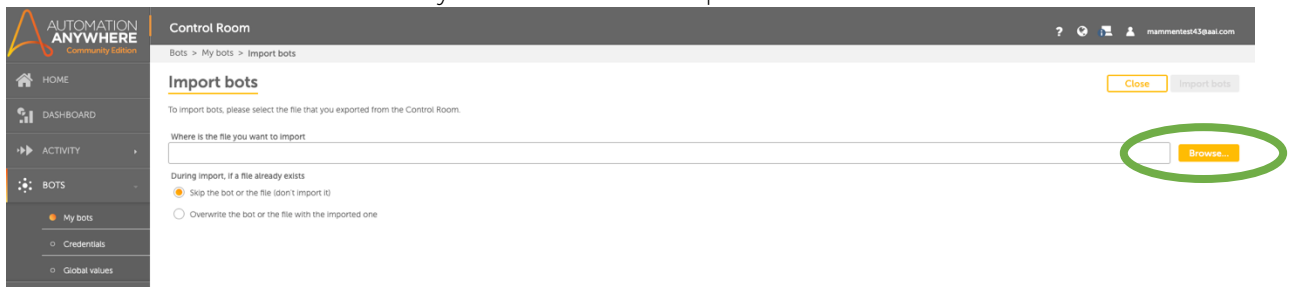 AUTOMATION
ANYWHERE
Community Edition
Control Room
? mammentest43@aai.com
Bots > My bots > Import bots
HOME
DASHBOARD
ACTIVITY
BOTS
My bots
Credentials
Global values
Import bots
Close Import bots
To import bots, please select the file that you exported from the Control Room.
Where is the file you want to import
Browse...
During import, if a file already exists
Skip the bot or the file (don't import it)
Overwrite the bot or the file with the imported one